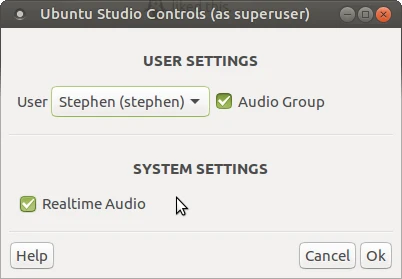 Ubuntu Studio Controls (as superuser)
USER SETTINGS
User Stephen (stephen) Audio Group
SYSTEM SETTINGS
Realtime Audio
Help Cancel Ok